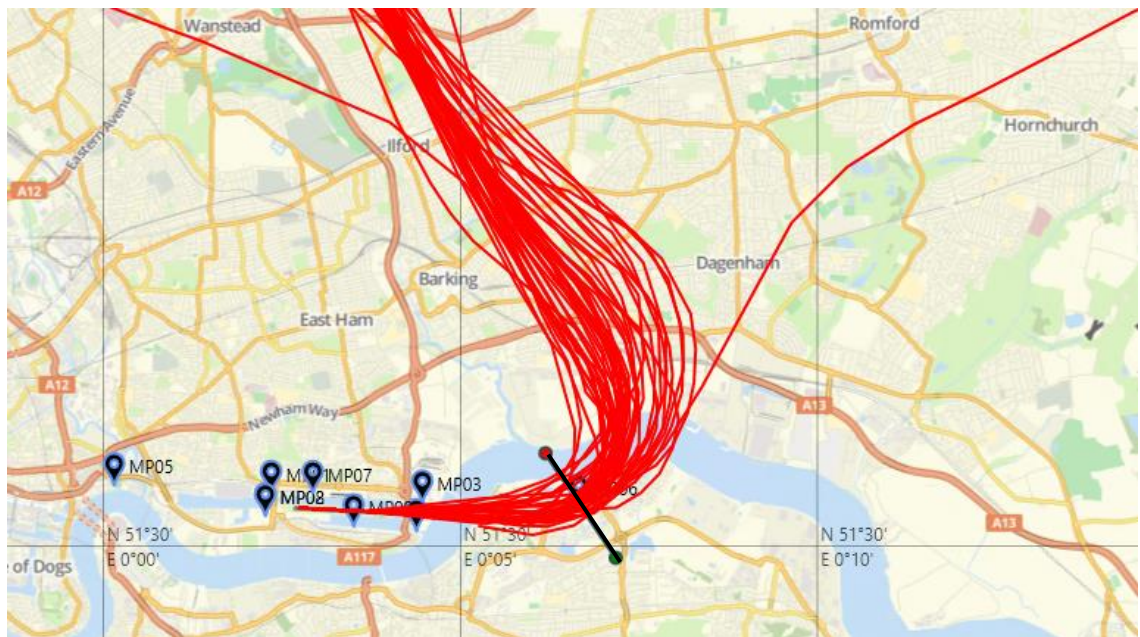 Wanstead
Romford
Eastern Avenue
Ilford
Hornchurch
A12
Barking
Dagenham
East Ham
A12
Newham Way
A13
MP05
MP07
MP03
MP08
A13
N 51°30'
E 0°00'
A117
N 51°30'
E 0°05'
N 51°30'
E 0°10'
e of Dogs